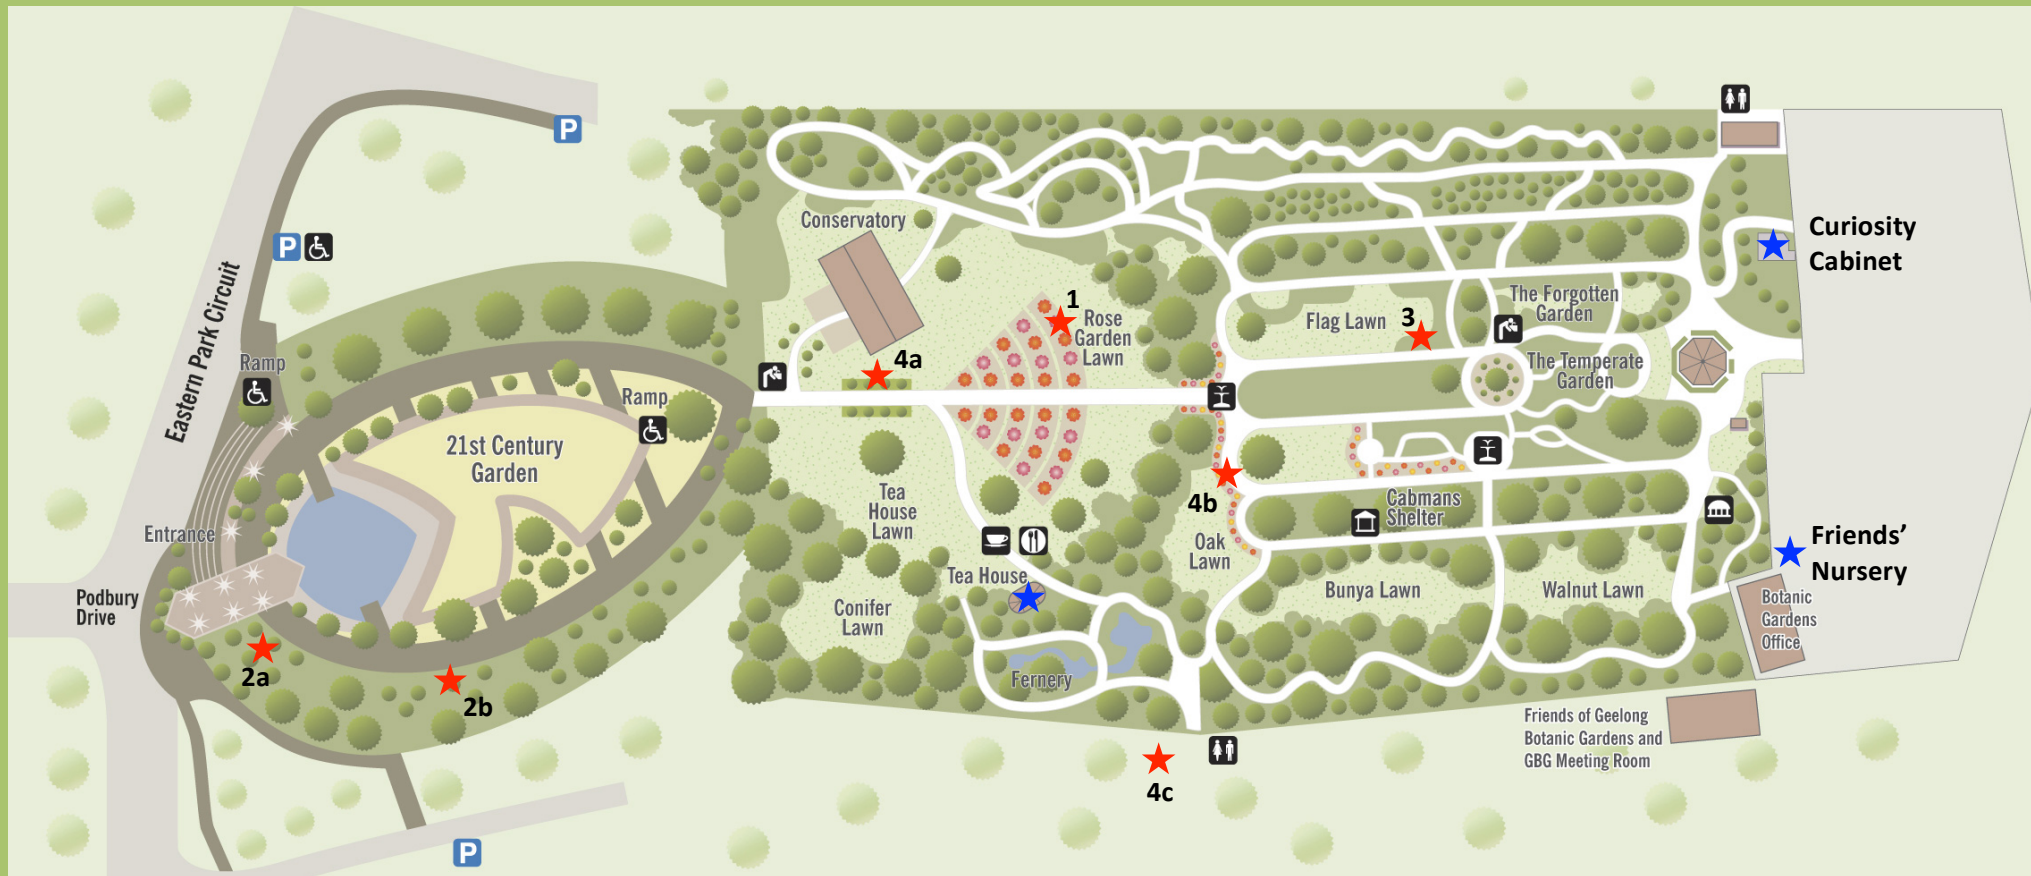 P
P
Eastern Park Circuit
Ramp
Entrance
Podbury
Drive
2a
2b
P
21st Century
Garden
Ramp
Conservatory
4a
1
Rose
Garden
Lawn
Tea
House
Lawn
Tea House
Conifer
Lawn
Fernery
4c
4b
Oak
Lawn
Flag Lawn
3
The Forgotten
Garden
The Temperate
Garden
Cabmans
Shelter
Bunya Lawn
Walnut Lawn
Curiosity
Cabinet
Friends'
Nursery
Botanic
Gardens
Office
Friends of Geelong
Botanic Gardens and
GBG Meeting Room